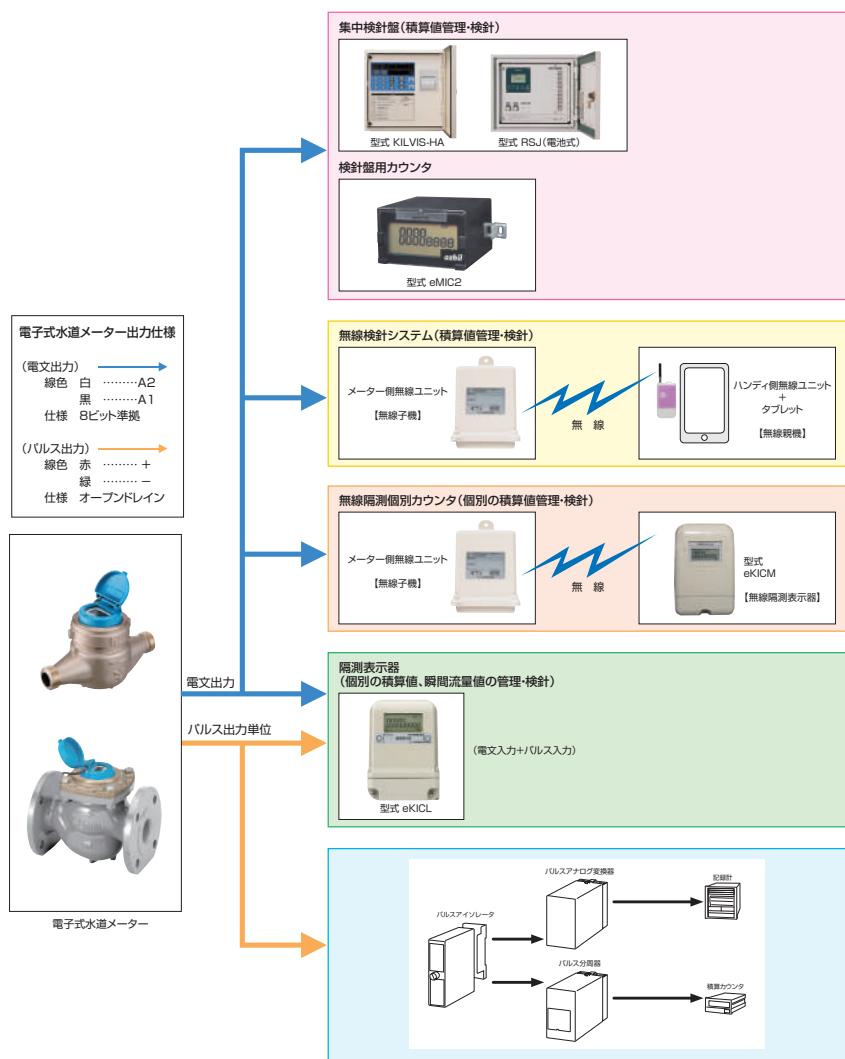 集中検針盤(積算値管理・検針)
型式 KILVIS-HA
型式 RSJ(電池式)
検針盤用カウンタ
azbil
型式 eMIC2
電子式水道メーター出力仕様
(電文出力)
線色 白 ………A2
黒 ………A1
仕様 8ビット準拠
(パルス出力)
線色 赤 ……… +
緑 ……… −
仕様 オープンドレイン
無線検針システム(積算値管理・検針)
メーター側無線ユニット
【無線子機】
無 線
ハンディ側無線ユニット
+
タブレット
【無線親機】
無線隔測個別カウンタ(個別の積算値管理・検針)
メーター側無線ユニット
【無線子機】
無 線
型式
eKICM
【無線隔測表示器】
電文出力
パルス出力単位
電子式水道メーター
隔測表示器
(個別の積算値、瞬間流量値の管理・検針)
(電文入力+パルス入力)
型式 eKICL
パルスアイソレータ
パルスアナログ変換器
記録計
パルス分周器
積算カウンタ